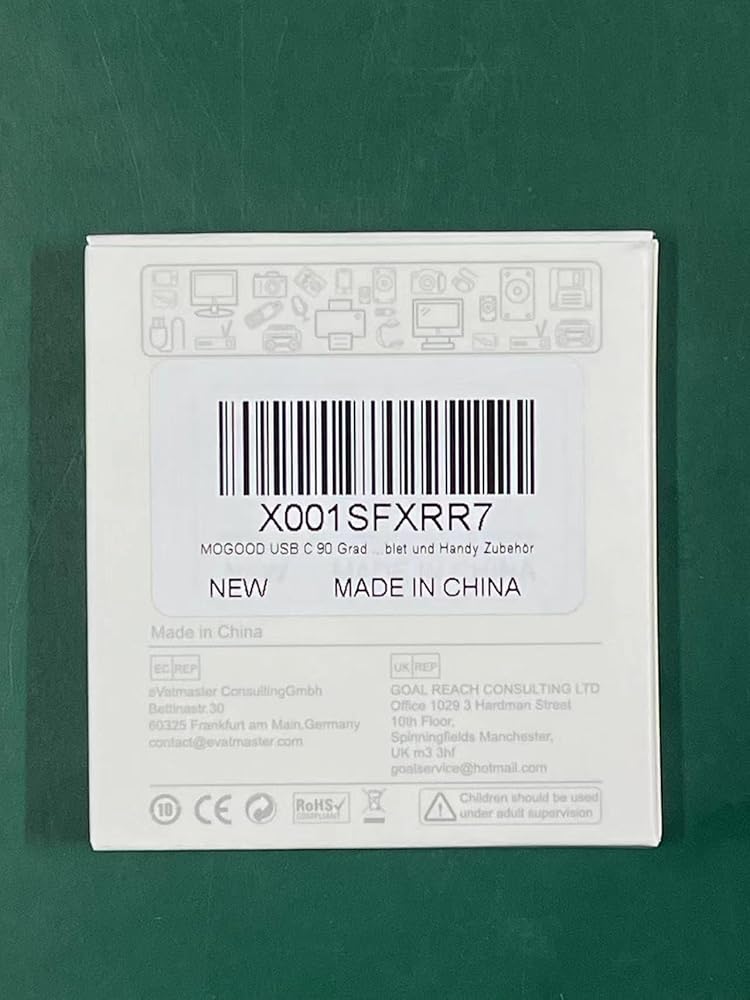 X001SFXRR7
MOGOOD USB C 90 Grad ...blet und Handy Zubehör
NEW MADE IN CHINA
Made in China
EC REP
eVatmaster ConsultingGmbh
Bettinastr.30
60325 Frankfurt am Main,Germany
contact@evatmaster.com
UK REP
GOAL REACH CONSULTING LTD
Office 1029 3 Hardman Street
10th Floor,
Spinningfields Manchester,
UK m3 3hf
goalservice@hotmail.com
10
CE
RoHS
COMPLIANT
Children should be used
under adult supervision